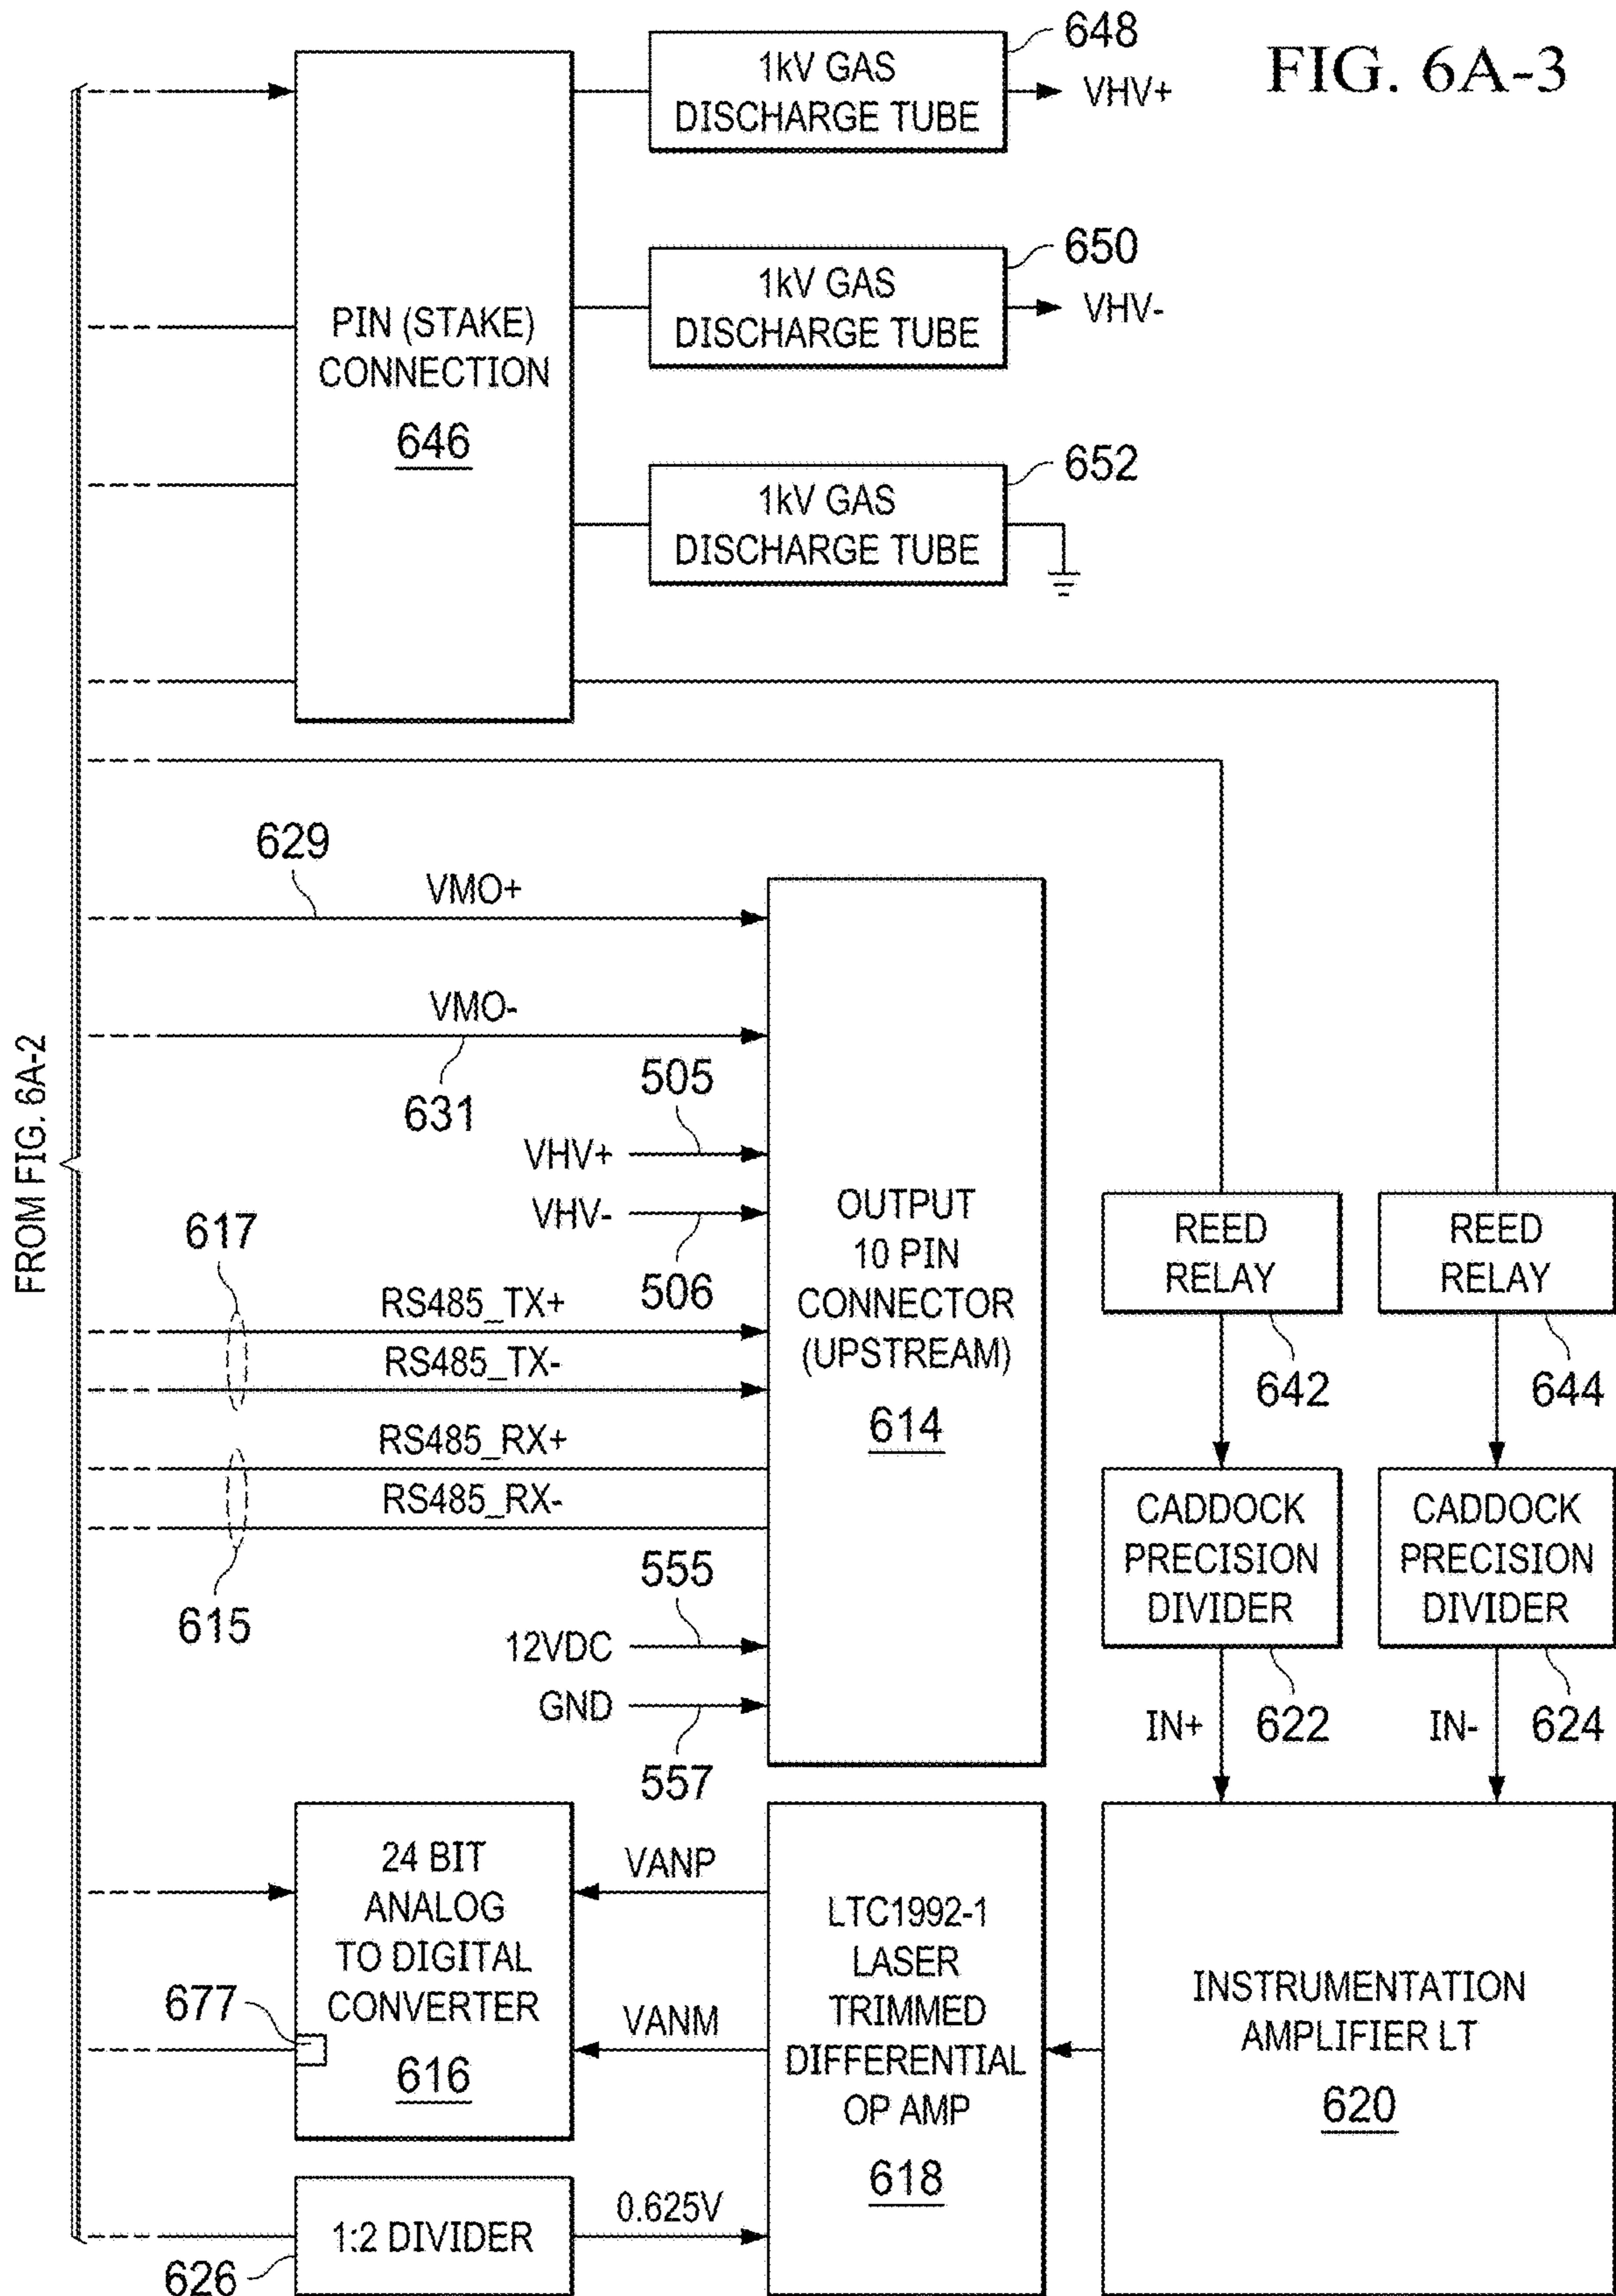 FIG. 6A-3
648
1kV GAS
DISCHARGE TUBE
VHV+
650
1kV GAS
DISCHARGE TUBE
VHV-
PIN (STAKE)
CONNECTION
646
652
1kV GAS
DISCHARGE TUBE
629
VMO+
VMO-
631
505
VHV+
VHV-
506
617
RS485_TX+
RS485_TX-
RS485_RX+
RS485_RX-
615
555
12VDC
GND
557
OUTPUT
10 PIN
CONNECTOR
(UPSTREAM)
614
REED
RELAY
642
REED
RELAY
644
CADDOCK
PRECISION
DIVIDER
622
CADDOCK
PRECISION
DIVIDER
624
IN+
IN-
FROM FIG. 6A-2
24 BIT
ANALOG
TO DIGITAL
CONVERTER
616
677
VANP
VANM
LTC1992-1
LASER
TRIMMED
DIFFERENTIAL
OP AMP
618
INSTRUMENTATION
AMPLIFIER LT
620
1:2 DIVIDER
626
0.625V